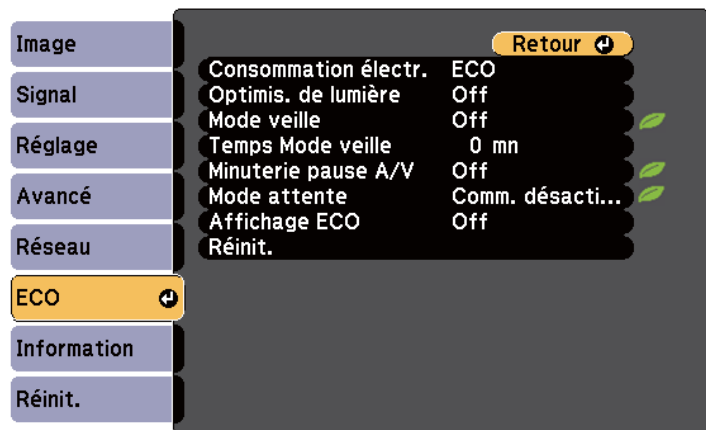 Image
Signal
Réglage
Avancé
Réseau
ECO
Information
Réinit.
Retour
Consommation électr. ECO
Optimis. de lumière Off
Mode veille Off
Temps Mode veille 0 mn
Minuterie pause A/V Off
Mode attente Comm. désacti...
Affichage ECO Off
Réinit.